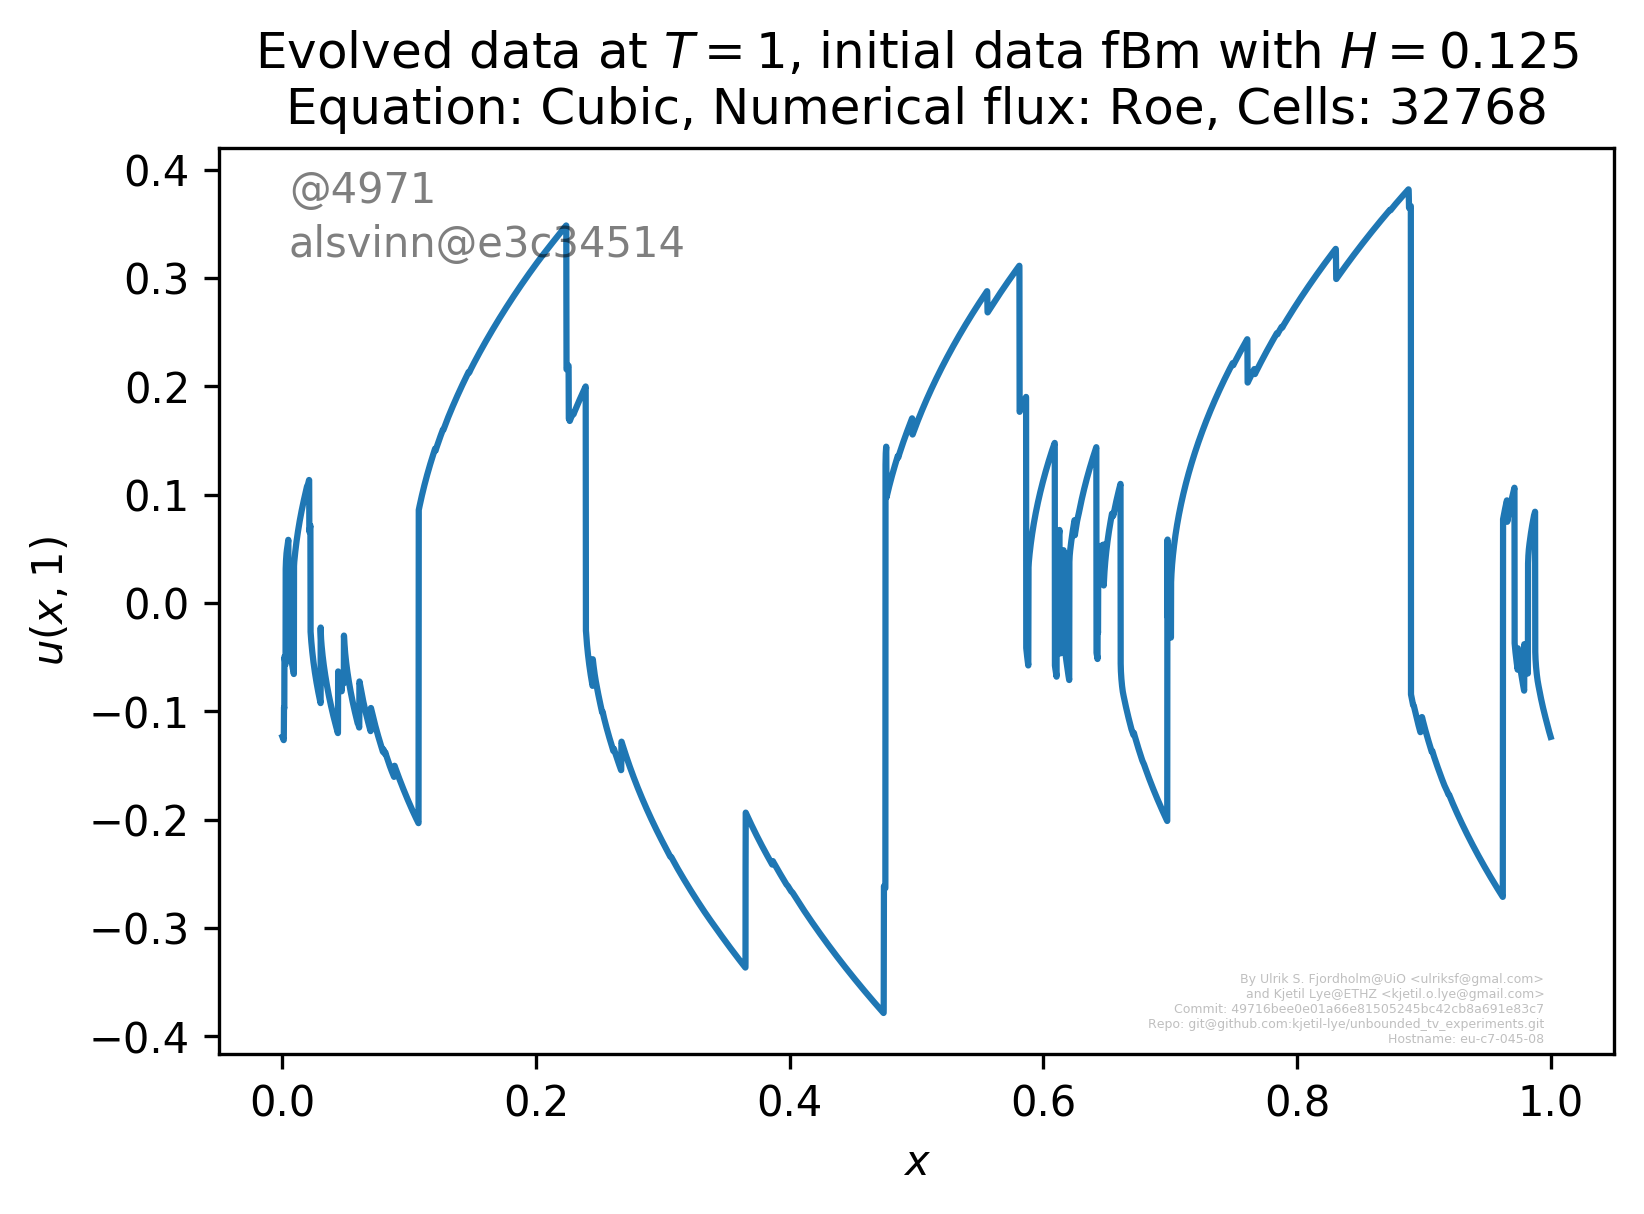 Evolved data at T = 1, initial data fBm with H = 0.125
Equation: Cubic, Numerical flux: Roe, Cells: 32768
@4971
alsvinn@e3c34514
0.4
0.3
0.2
0.1
0.0
−0.1
−0.2
−0.3
−0.4
u(x, 1)
By Ulrik S. Fjordholm@UiO <ulriksf@gmal.com>
and Kjetil Lye@ETHZ <kjetil.o.lye@gmail.com>
Commit: 49716bee0e01a66e81505245bc42cb8a691e83c7
Repo: git@github.com:kjetil-lye/unbounded_tv_experiments.git
Hostname: eu-c7-045-08
0.0 0.2 0.4 0.6 0.8 1.0
x